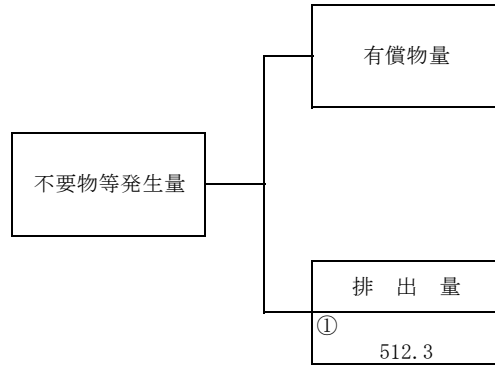 有償物量
不要物等発生量
排 出 量
①
512.3